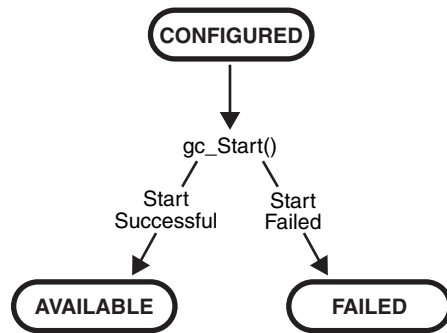 CONFIGURED
gc_Start()
Start
Successful
Start
Failed
AVAILABLE
FAILED